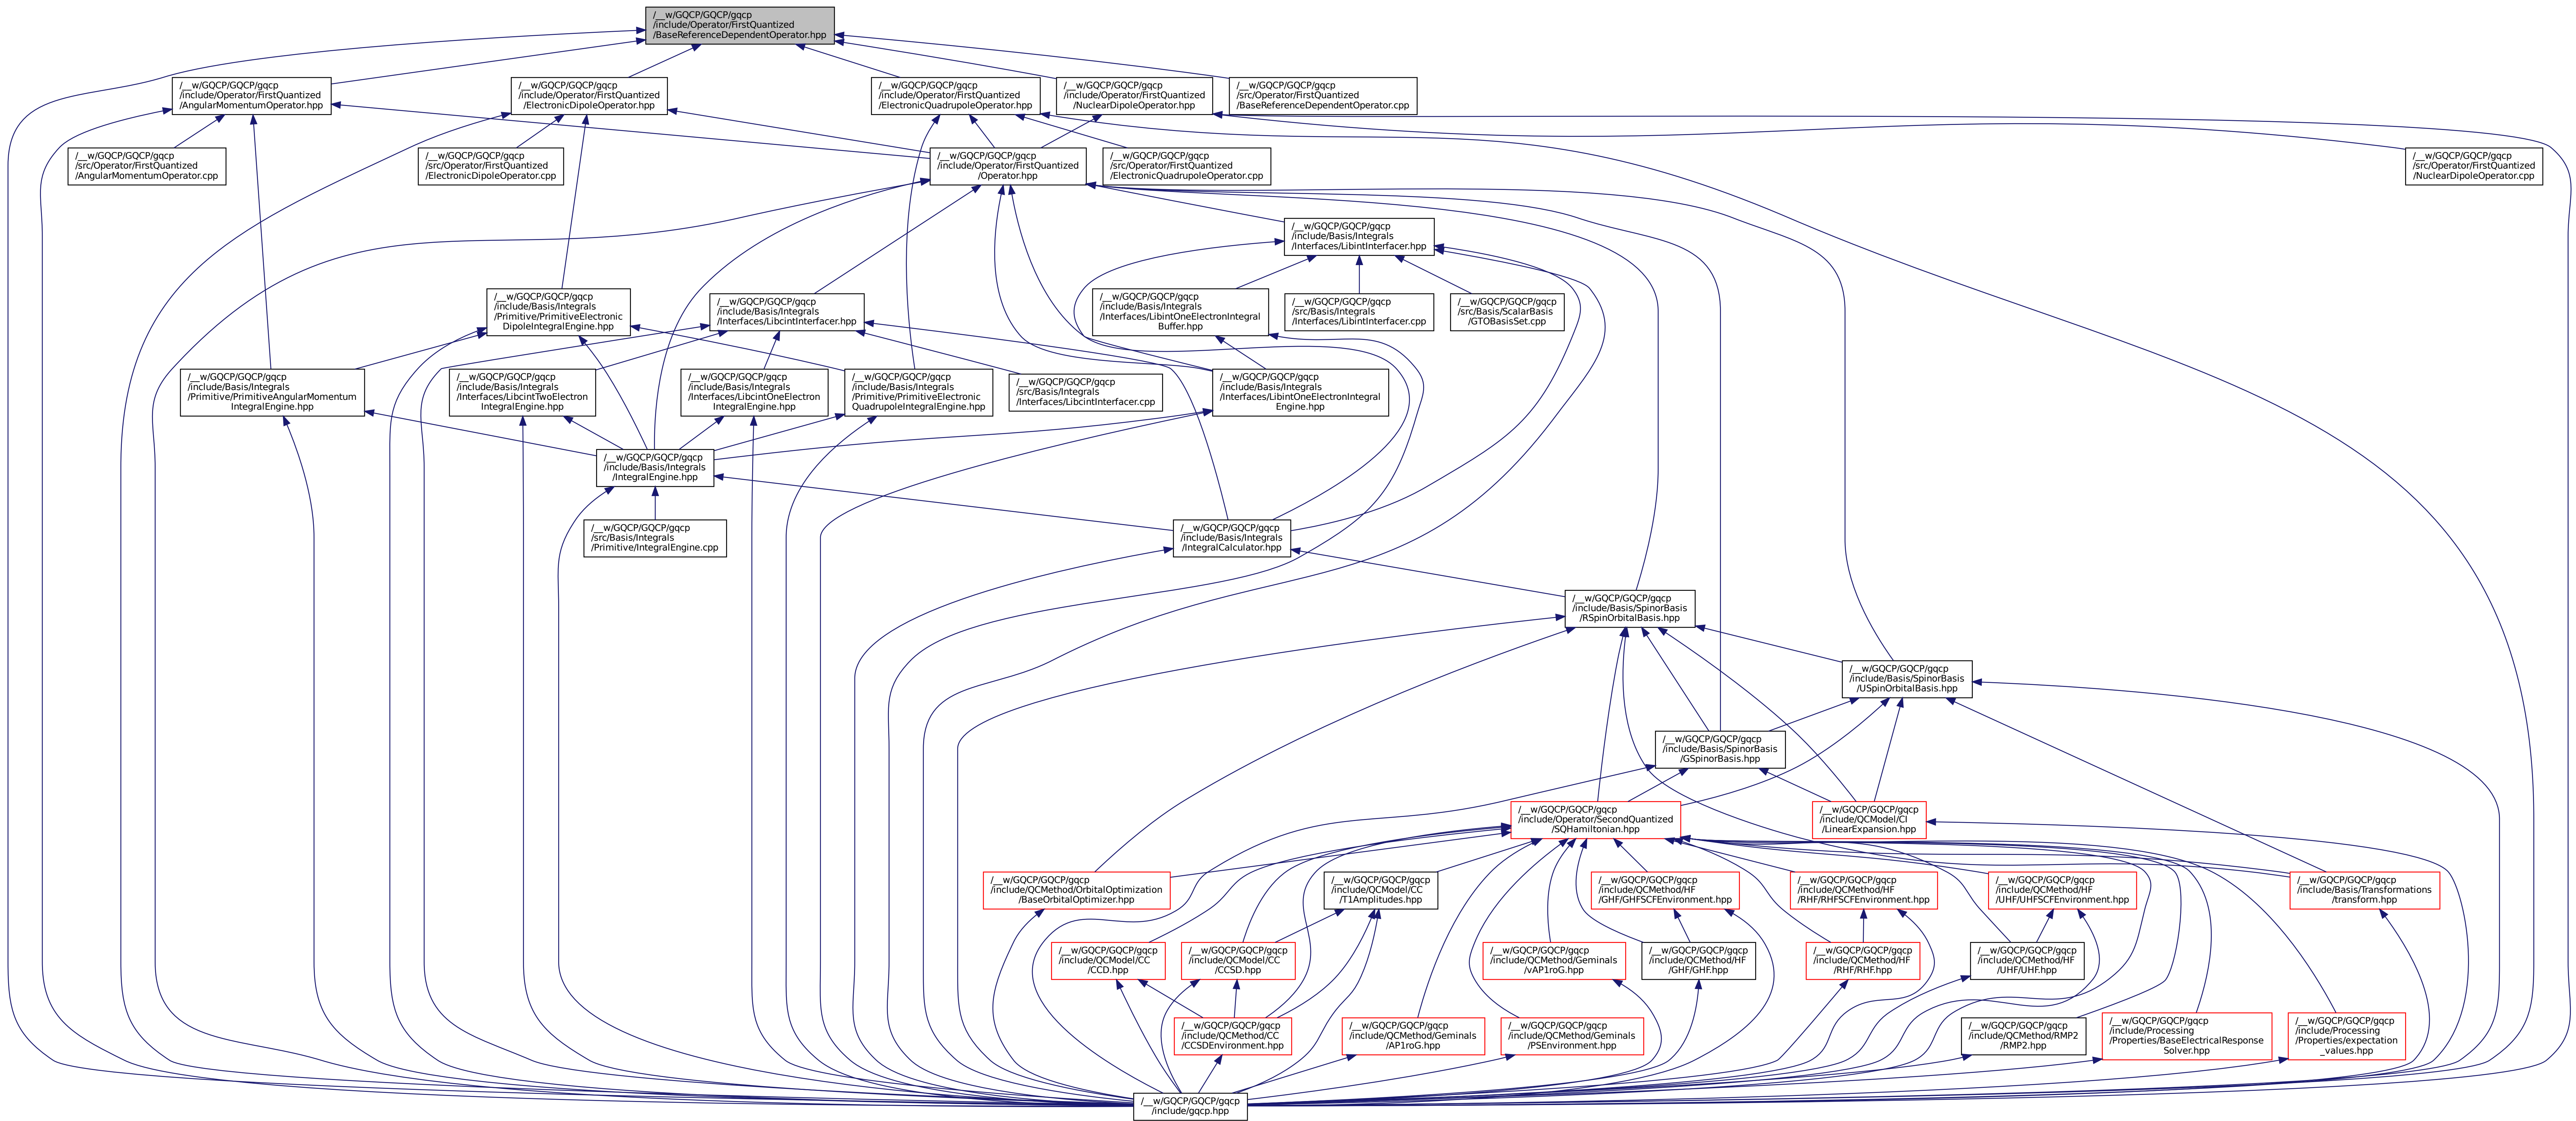 /__w/GQCP/GQCP/gqcp
/include/Operator/FirstQuantized
/BaseReferenceDependentOperator.hpp
/__w/GQCP/GQCP/gqcp
/include/Operator/FirstQuantized
/AngularMomentumOperator.hpp
/__w/GQCP/GQCP/gqcp
/include/Operator/FirstQuantized
/ElectronicDipoleOperator.hpp
/__w/GQCP/GQCP/gqcp
/include/Operator/FirstQuantized
/ElectronicQuadrupoleOperator.hpp
/__w/GQCP/GQCP/gqcp
/include/Operator/FirstQuantized
/NuclearDipoleOperator.hpp
/__w/GQCP/GQCP/gqcp
/src/Operator/FirstQuantized
/BaseReferenceDependentOperator.cpp
/__w/GQCP/GQCP/gqcp
/src/Operator/FirstQuantized
/AngularMomentumOperator.cpp
/__w/GQCP/GQCP/gqcp
/src/Operator/FirstQuantized
/ElectronicDipoleOperator.cpp
/__w/GQCP/GQCP/gqcp
/include/Operator/FirstQuantized
/Operator.hpp
/__w/GQCP/GQCP/gqcp
/src/Operator/FirstQuantized
/ElectronicQuadrupoleOperator.cpp
/__w/GQCP/GQCP/gqcp
/src/Operator/FirstQuantized
/NuclearDipoleOperator.cpp
/__w/GQCP/GQCP/gqcp
/include/Basis/Integrals
/Interfaces/LibintInterfacer.hpp
/__w/GQCP/GQCP/gqcp
/include/Basis/Integrals
/Primitive/PrimitiveElectronic
DipoleIntegralEngine.hpp
/__w/GQCP/GQCP/gqcp
/include/Basis/Integrals
/Interfaces/LibcintInterfacer.hpp
/__w/GQCP/GQCP/gqcp
/include/Basis/Integrals
/Interfaces/LibintOneElectronIntegral
Buffer.hpp
/__w/GQCP/GQCP/gqcp
/src/Basis/Integrals
/Interfaces/LibintInterfacer.cpp
/__w/GQCP/GQCP/gqcp
/src/Basis/ScalarBasis
/GTOBasisSet.cpp
/__w/GQCP/GQCP/gqcp
/include/Basis/Integrals
/Primitive/PrimitiveAngularMomentum
IntegralEngine.hpp
/__w/GQCP/GQCP/gqcp
/include/Basis/Integrals
/Interfaces/LibcintTwoElectron
IntegralEngine.hpp
/__w/GQCP/GQCP/gqcp
/include/Basis/Integrals
/Interfaces/LibcintOneElectron
IntegralEngine.hpp
/__w/GQCP/GQCP/gqcp
/include/Basis/Integrals
/Primitive/PrimitiveElectronic
QuadrupoleIntegralEngine.hpp
/__w/GQCP/GQCP/gqcp
/src/Basis/Integrals
/Interfaces/LibcintInterfacer.cpp
/__w/GQCP/GQCP/gqcp
/include/Basis/Integrals
/Interfaces/LibintOneElectronIntegral
Engine.hpp
/__w/GQCP/GQCP/gqcp
/include/Basis/Integrals
/IntegralEngine.hpp
/__w/GQCP/GQCP/gqcp
/src/Basis/Integrals
/Primitive/IntegralEngine.cpp
/__w/GQCP/GQCP/gqcp
/include/Basis/Integrals
/IntegralCalculator.hpp
/__w/GQCP/GQCP/gqcp
/include/Basis/SpinorBasis
/RSpinOrbitalBasis.hpp
/__w/GQCP/GQCP/gqcp
/include/Basis/SpinorBasis
/USpinOrbitalBasis.hpp
/__w/GQCP/GQCP/gqcp
/include/Basis/SpinorBasis
/GSpinorBasis.hpp
/__w/GQCP/GQCP/gqcp
/include/Operator/SecondQuantized
/SQHamiltonian.hpp
/__w/GQCP/GQCP/gqcp
/include/QCModel/CI
/LinearExpansion.hpp
/__w/GQCP/GQCP/gqcp
/include/QCMethod/OrbitalOptimization
/BaseOrbitalOptimizer.hpp
/__w/GQCP/GQCP/gqcp
/include/QCModel/CC
/T1Amplitudes.hpp
/__w/GQCP/GQCP/gqcp
/include/QCMethod/HF
/GHF/GHFSCFEnvironment.hpp
/__w/GQCP/GQCP/gqcp
/include/QCMethod/HF
/RHF/RHFSCFEnvironment.hpp
/__w/GQCP/GQCP/gqcp
/include/QCMethod/HF
/UHF/UHFSCFEnvironment.hpp
/__w/GQCP/GQCP/gqcp
/include/Basis/Transformations
/transform.hpp
/__w/GQCP/GQCP/gqcp
/include/QCModel/CC
/CCD.hpp
/__w/GQCP/GQCP/gqcp
/include/QCModel/CC
/CCSD.hpp
/__w/GQCP/GQCP/gqcp
/include/QCMethod/Geminals
/vAP1roG.hpp
/__w/GQCP/GQCP/gqcp
/include/QCMethod/HF
/GHF/GHF.hpp
/__w/GQCP/GQCP/gqcp
/include/QCMethod/HF
/RHF/RHF.hpp
/__w/GQCP/GQCP/gqcp
/include/QCMethod/HF
/UHF/UHF.hpp
/__w/GQCP/GQCP/gqcp
/include/QCMethod/CC
/CCSDEnvironment.hpp
/__w/GQCP/GQCP/gqcp
/include/QCMethod/Geminals
/AP1roG.hpp
/__w/GQCP/GQCP/gqcp
/include/QCMethod/Geminals
/PSEnvironment.hpp
/__w/GQCP/GQCP/gqcp
/include/QCMethod/RMP2
/RMP2.hpp
/__w/GQCP/GQCP/gqcp
/include/Processing
/Properties/BaseElectricalResponse
Solver.hpp
/__w/GQCP/GQCP/gqcp
/include/Processing
/Properties/expectation
_values.hpp
/__w/GQCP/GQCP/gqcp
/include/gqcp.hpp